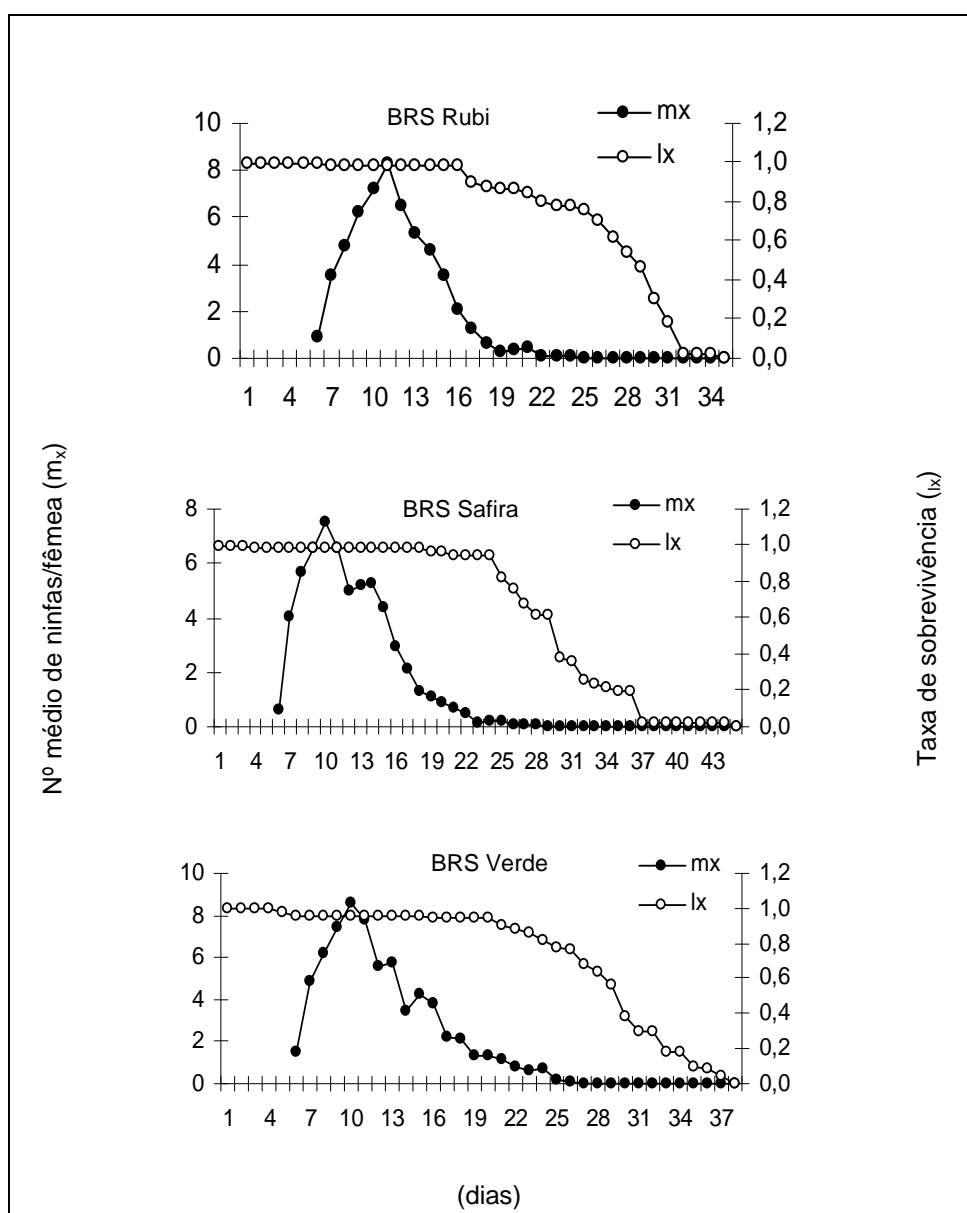 BRS Rubi
mx
lx
10
8
6
4
2
0
1,2
1,0
0,8
0,6
0,4
0,2
0,0
1 4 7 10 13 16 19 22 25 28 31 34
Nº médio de ninfas/fêmea (mx)
Taxa de sobrevivência (lx)
BRS Safira
mx
lx
8
6
4
2
0
1,2
1,0
0,8
0,6
0,4
0,2
0,0
1 4 7 10 13 16 19 22 25 28 31 34 37 40 43
BRS Verde
mx
lx
10
8
6
4
2
0
1,2
1,0
0,8
0,6
0,4
0,2
0,0
1 4 7 10 13 16 19 22 25 28 31 34 37
(dias)